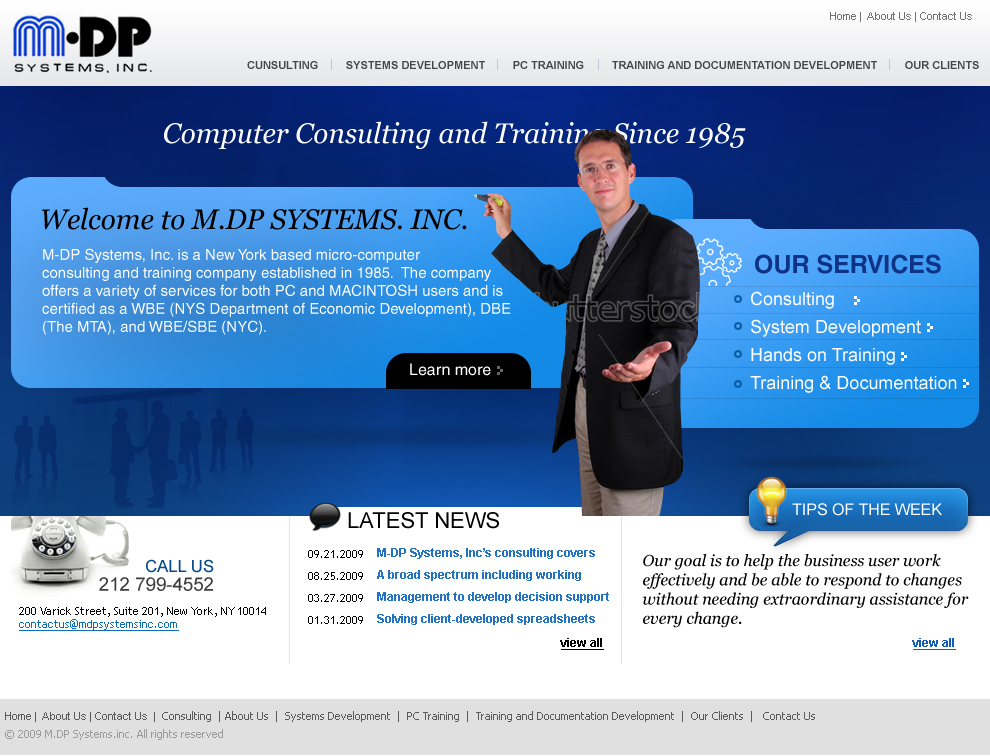 Home | About Us | Contact Us
M·DP
SYSTEMS, INC.
CUNSULTING | SYSTEMS DEVELOPMENT | PC TRAINING | TRAINING AND DOCUMENTATION DEVELOPMENT | OUR CLIENTS
Computer Consulting and Training Since 1985
Welcome to M.DP SYSTEMS. INC.
M-DP Systems, Inc. is a New York based micro-computer
consulting and training company established in 1985. The company
offers a variety of services for both PC and MACINTOSH users and is
certified as a WBE (NYS Department of Economic Development), DBE
(The MTA), and WBE/SBE (NYC).
Learn more
OUR SERVICES
Consulting
System Development
Hands on Training
Training & Documentation
CALL US
212 799-4552
200 Varick Street, Suite 201, New York, NY 10014
contactus@mdpsystemsinc.com
LATEST NEWS
09.21.2009 M-DP Systems, Inc's consulting covers
08.25.2009 A broad spectrum including working
03.27.2009 Management to develop decision support
01.31.2009 Solving client-developed spreadsheets
view all
TIPS OF THE WEEK
Our goal is to help the business user work
effectively and be able to respond to changes
without needing extraordinary assistance for
every change.
view all
Home | About Us | Contact Us | Consulting | About Us | Systems Development | PC Training | Training and Documentation Development | Our Clients | Contact Us
© 2009 M.DP Systems.inc. All rights reserved